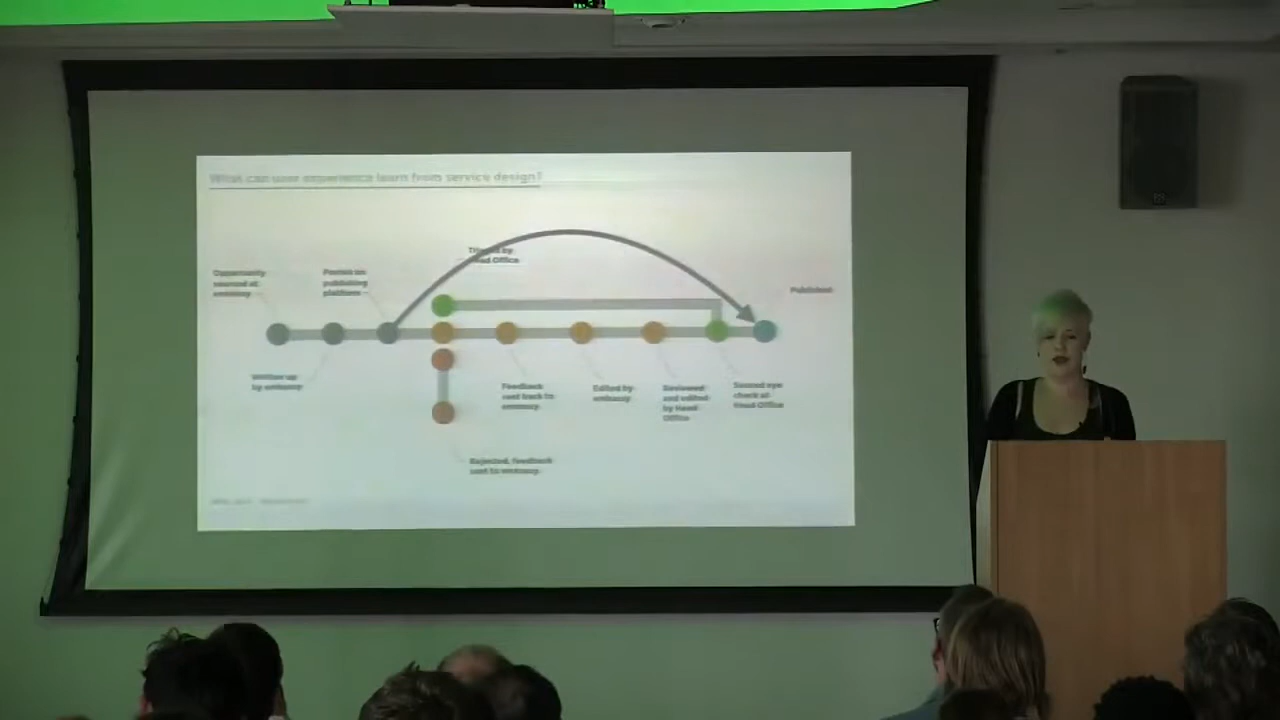 What can user experience learn from service design?
Opportunity
sourced at
embassy
Posted on
publishing
platform
by
Head Office
Published
Written up
by embassy
Feedback
sent back to
embassy
Edited by
embassy
Reviewed
and edited
by Head
Office
Second eye
check at
Head Office
Rejected, feedback
sent to embassy